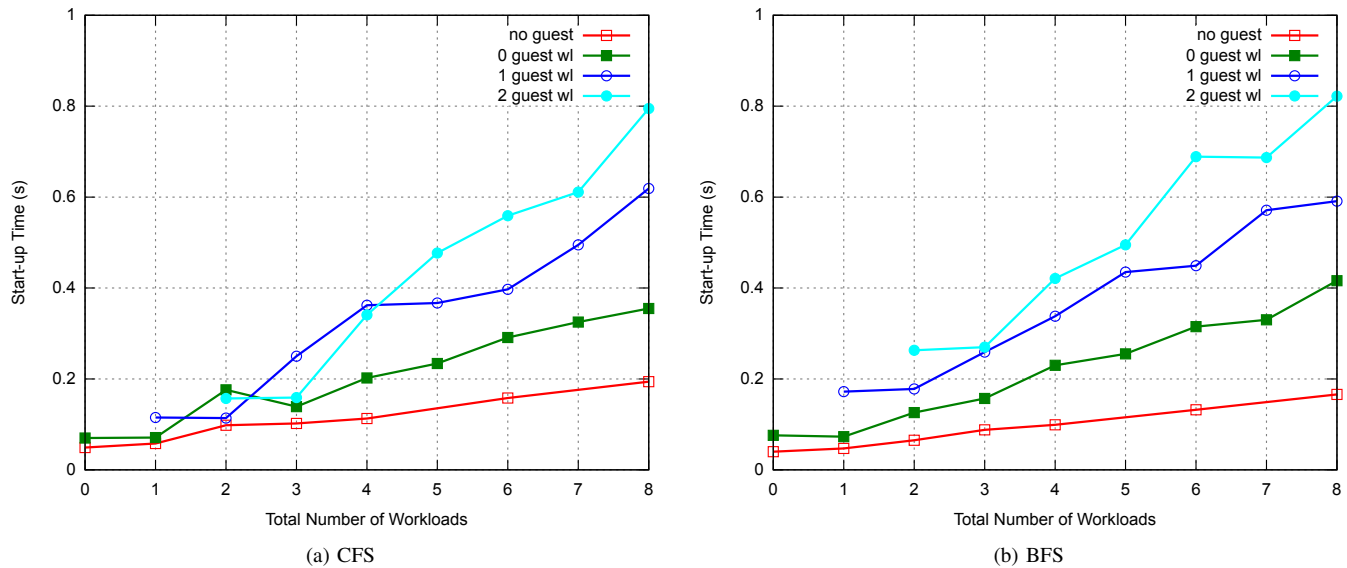 1
0.8
0.6
0.4
0.2
0
Start-up Time (s)
0 1 2 3 4 5 6 7 8
Total Number of Workloads
no guest
0 guest wl
1 guest wl
2 guest wl
(a) CFS
1
0.8
0.6
0.4
0.2
0
Start-up Time (s)
0 1 2 3 4 5 6 7 8
Total Number of Workloads
no guest
0 guest wl
1 guest wl
2 guest wl
(b) BFS